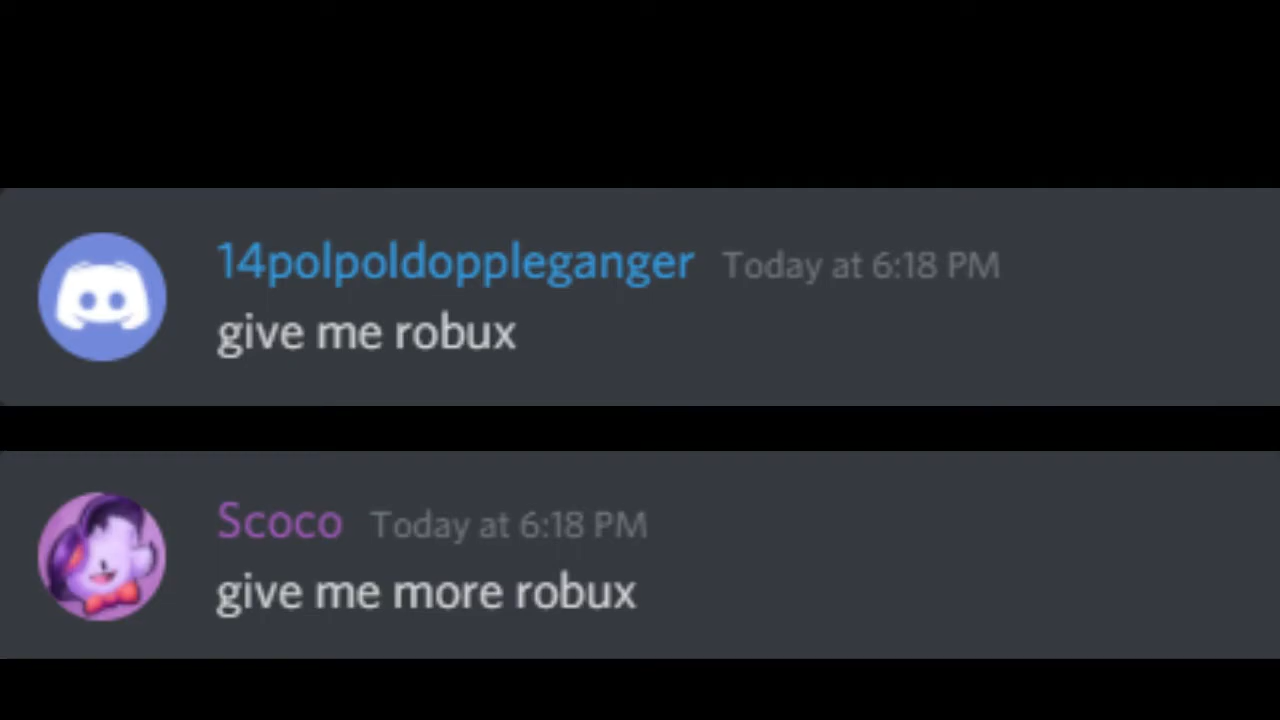 14polpoldoppleganger Today at 6:18 PM
give me robux
Scoco Today at 6:18 PM
give me more robux